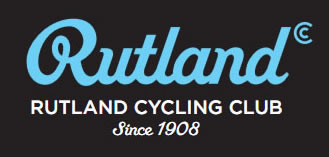 Rutland CC
RUTLAND CYCLING CLUB
Since 1908